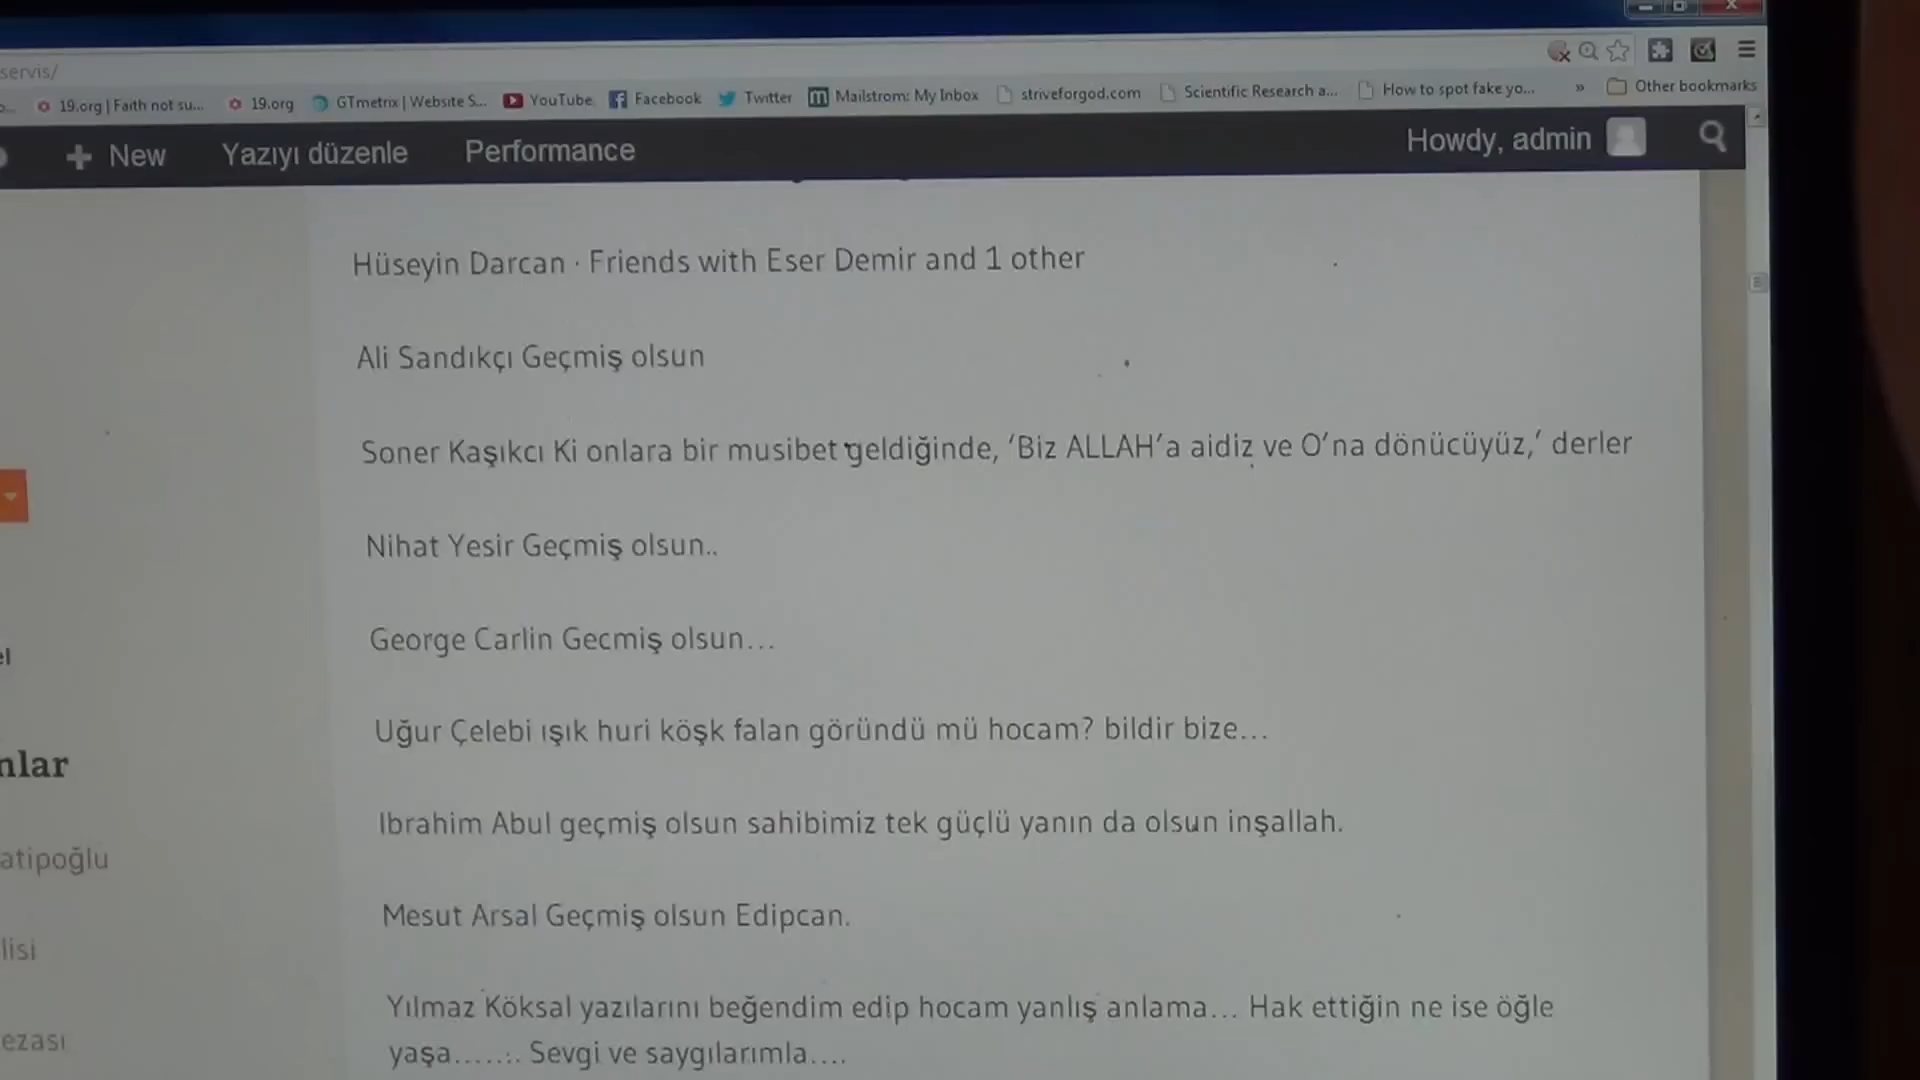 servis/
19.org | Faith not su...
19.org
GTmetrix | Website S...
YouTube
Facebook
Twitter
Mailstrom: My Inbox
striveforgod.com
Scientific Research a...
How to spot fake yo...
»
Other bookmarks
+ New
Yazıyı düzenle
Performance
Howdy, admin
Hüseyin Darcan · Friends with Eser Demir and 1 other
Ali Sandıkçı Geçmiş olsun
Soner Kaşıkcı Ki onlara bir musibet geldiğinde, ‘Biz ALLAH’a aidiz ve O’na dönücüyüz,’ derler
Nihat Yesir Geçmiş olsun..
George Carlin Gecmiş olsun...
Uğur Çelebi ışık huri köşk falan göründü mü hocam? bildir bize...
Ibrahim Abul geçmiş olsun sahibimiz tek güçlü yanın da olsun inşallah.
Mesut Arsal Geçmiş olsun Edipcan.
Yılmaz Köksal yazılarını beğendim edip hocam yanlış anlama... Hak ettiğin ne ise öğle
yaşa....... Sevgi ve saygılarımla....
nlar
atipoğlu
lisi
ezası